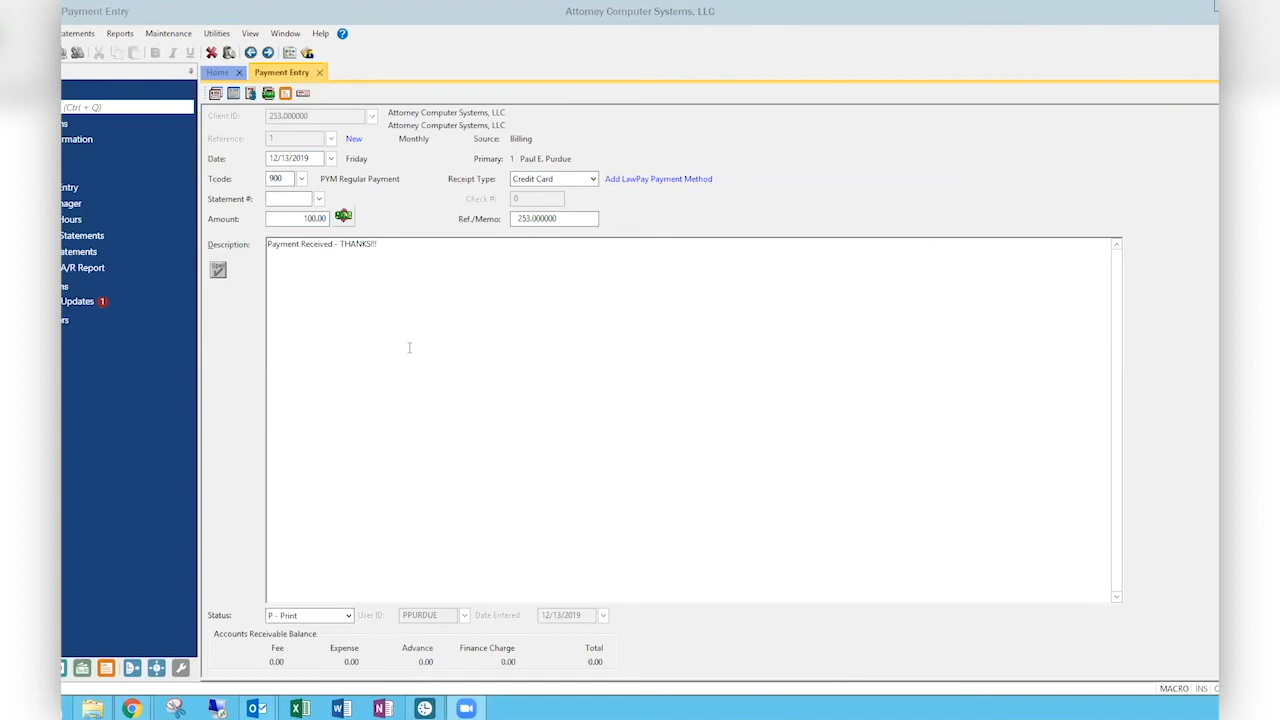 Payment Entry
Attorney Computer Systems, LLC
tatements Reports Maintenance Utilities View Window Help ?
B I U
Home Payment Entry
(Ctrl + Q)
ns
rmation
Entry
nager
Hours
Statements
atements
A/R Report
ns
Updates 1
rs
Client ID: 253.000000 Attorney Computer Systems, LLC
Attorney Computer Systems, LLC
Reference: 1 New Monthly Source: Billing
Date: 12/13/2019 Friday Primary: 1 Paul E. Purdue
Tcode: 900 PYM Regular Payment Receipt Type: Credit Card Add LawPay Payment Method
Statement #: Check #: 0
Amount: 100.00 Ref./Memo: 253.000000
Description: Payment Received - THANKS!!!
Status: P - Print User ID: PPURDUE Date Entered: 12/13/2019
Accounts Receivable Balance
Fee Expense Advance Finance Charge Total
0.00 0.00 0.00 0.00 0.00
MACRO INS C